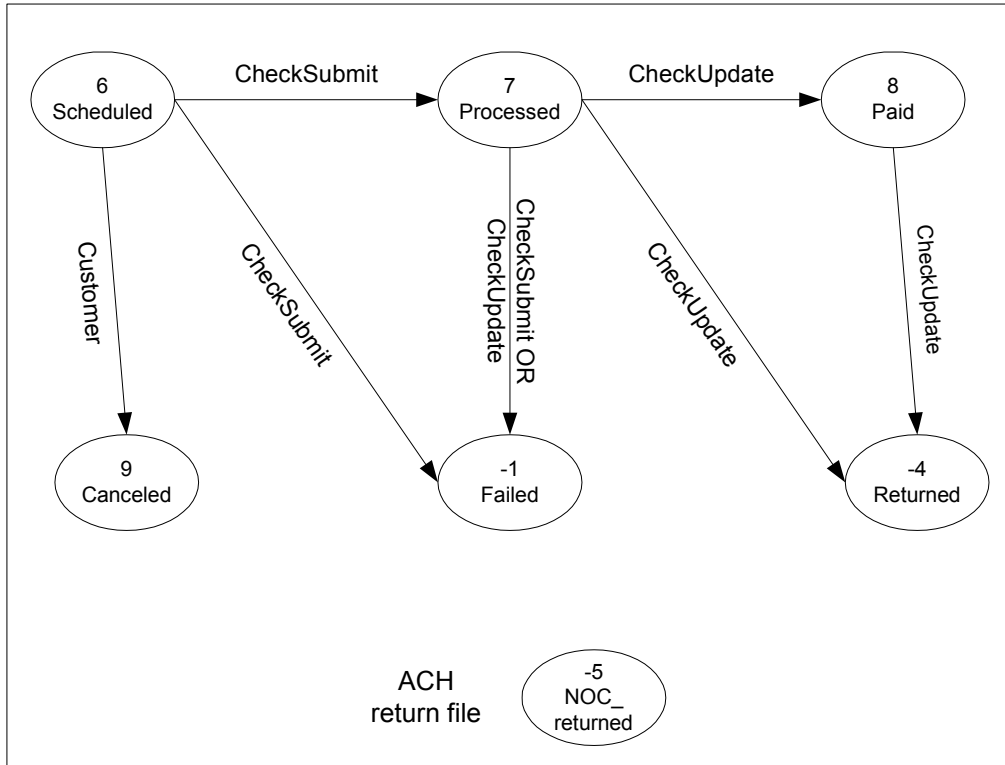 6
Scheduled
CheckSubmit
7
Processed
CheckUpdate
8
Paid
Customer
CheckSubmit
CheckSubmit OR
CheckUpdate
CheckUpdate
CheckUpdate
9
Canceled
-1
Failed
-4
Returned
ACH
return file
-5
NOC_
returned